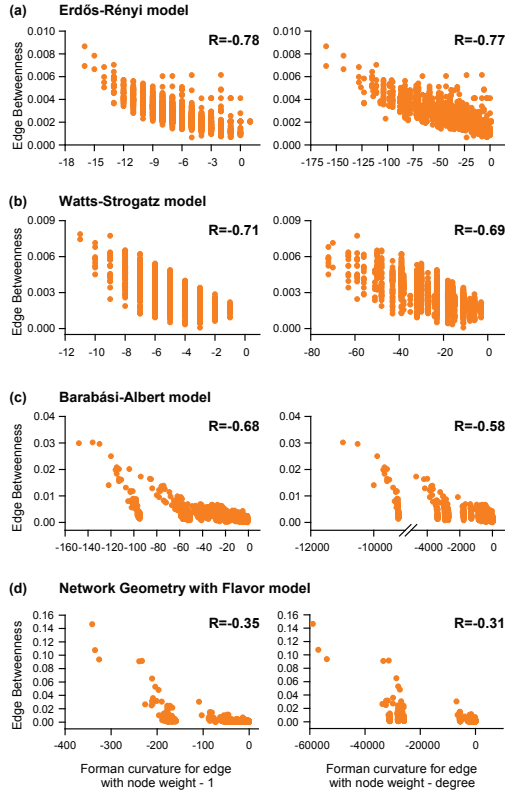 (a) Erdős-Rényi model
Edge Betweenness
0.010
0.008
0.006
0.004
0.002
0.000
R=-0.78
-18 -15 -12 -9 -6 -3 0
0.010
0.008
0.006
0.004
0.002
0.000
R=-0.77
-175 -150 -125 -100 -75 -50 -25 0
(b) Watts-Strogatz model
Edge Betweenness
0.009
0.006
0.003
0.000
R=-0.71
-12 -10 -8 -6 -4 -2 0
0.009
0.006
0.003
0.000
R=-0.69
-80 -60 -40 -20 0
(c) Barabási-Albert model
Edge Betweenness
0.04
0.03
0.02
0.01
0.00
R=-0.68
-160 -140 -120 -100 -80 -60 -40 -20 0
0.04
0.03
0.02
0.01
0.00
R=-0.58
-12000 -10000 -4000 -2000 0
(d) Network Geometry with Flavor model
Edge Betweenness
0.16
0.14
0.12
0.10
0.08
0.06
0.04
0.02
0.00
R=-0.35
-400 -300 -200 -100 0
Forman curvature for edge
with node weight - 1
0.16
0.14
0.12
0.10
0.08
0.06
0.04
0.02
0.00
R=-0.31
-60000 -40000 -20000 0
Forman curvature for edge
with node weight - degree